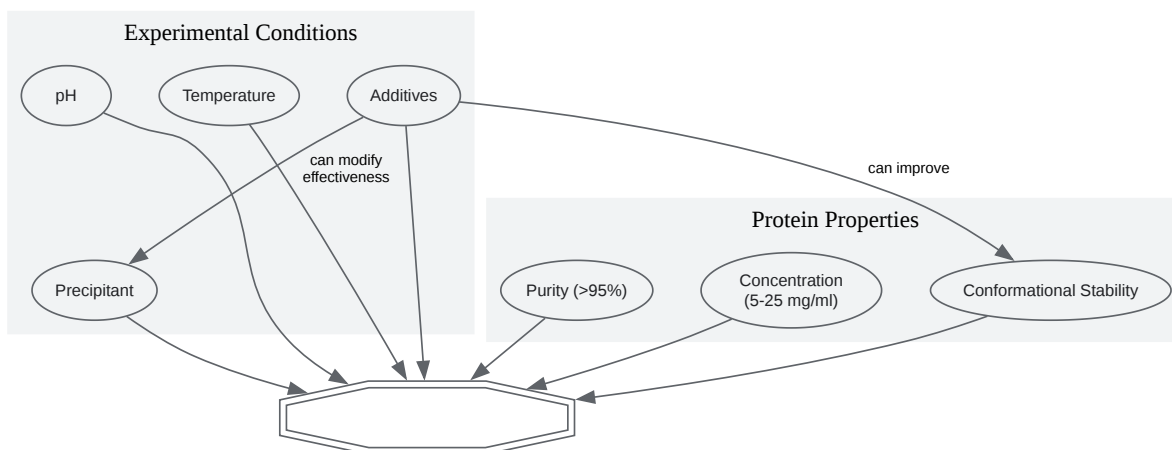 Experimental Conditions
pH
Temperature
Additives
can modify
effectiveness
can improve
Protein Properties
Precipitant
Purity (>95%)
Concentration
(5-25 mg/ml)
Conformational Stability